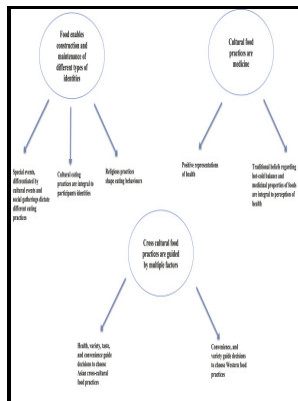 Food enables
construction and
maintenance of
different types of
identities
Cultural food
practices are
medicine
Special events,
differentiated by
cultural events and
social gatherings dictate
different eating
practices
Cultural eating
practices are integral to
participants identities
Religious practices
shape eating behaviours
Positive representations
of health
Traditional beliefs regarding
hot-cold balance and
medicinal properties of foods
are integral to perception of
health
Cross cultural food
practices are guided
by multiple factors
Health, variety, taste,
and convenience guide
decisions to choose
Asian cross-cultural
food practices
Convenience, and
variety guide decisions
to choose Western food
practices